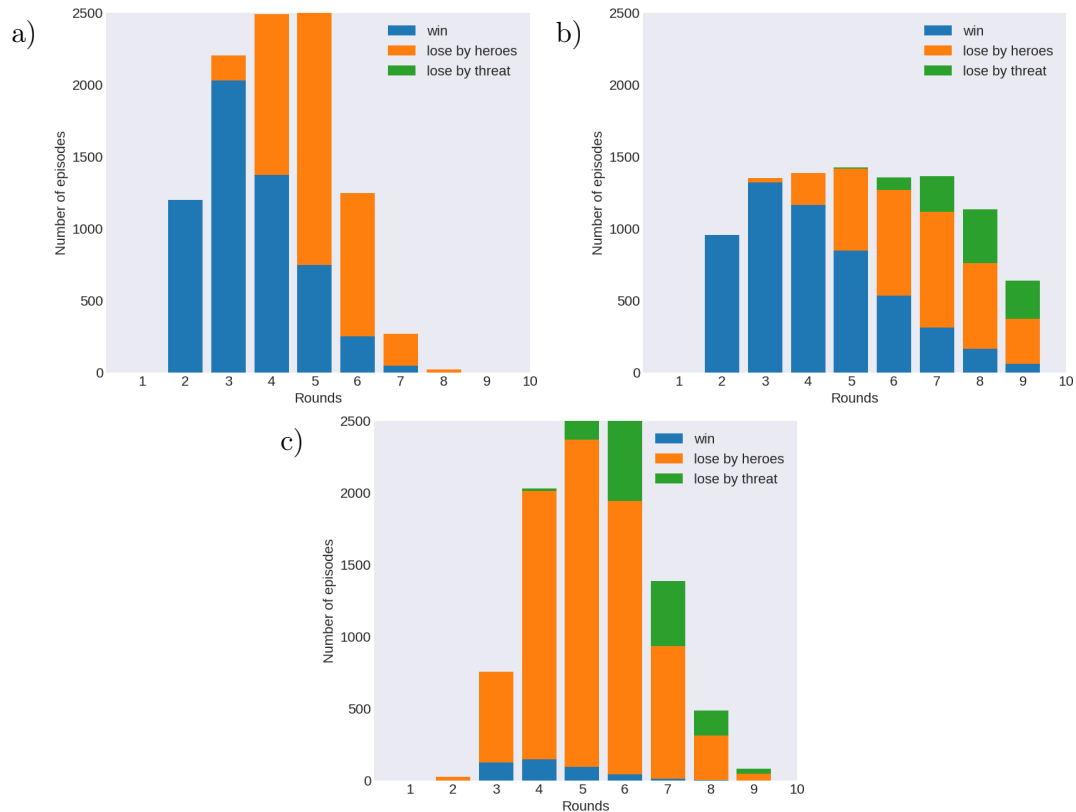 a)
win
lose by heroes
lose by threat
Number of episodes
2500
2000
1500
1000
500
0
1 2 3 4 5 6 7 8 9 10
Rounds
b)
win
lose by heroes
lose by threat
Number of episodes
2500
2000
1500
1000
500
0
1 2 3 4 5 6 7 8 9 10
Rounds
c)
win
lose by heroes
lose by threat
Number of episodes
2500
2000
1500
1000
500
0
1 2 3 4 5 6 7 8 9 10
Rounds